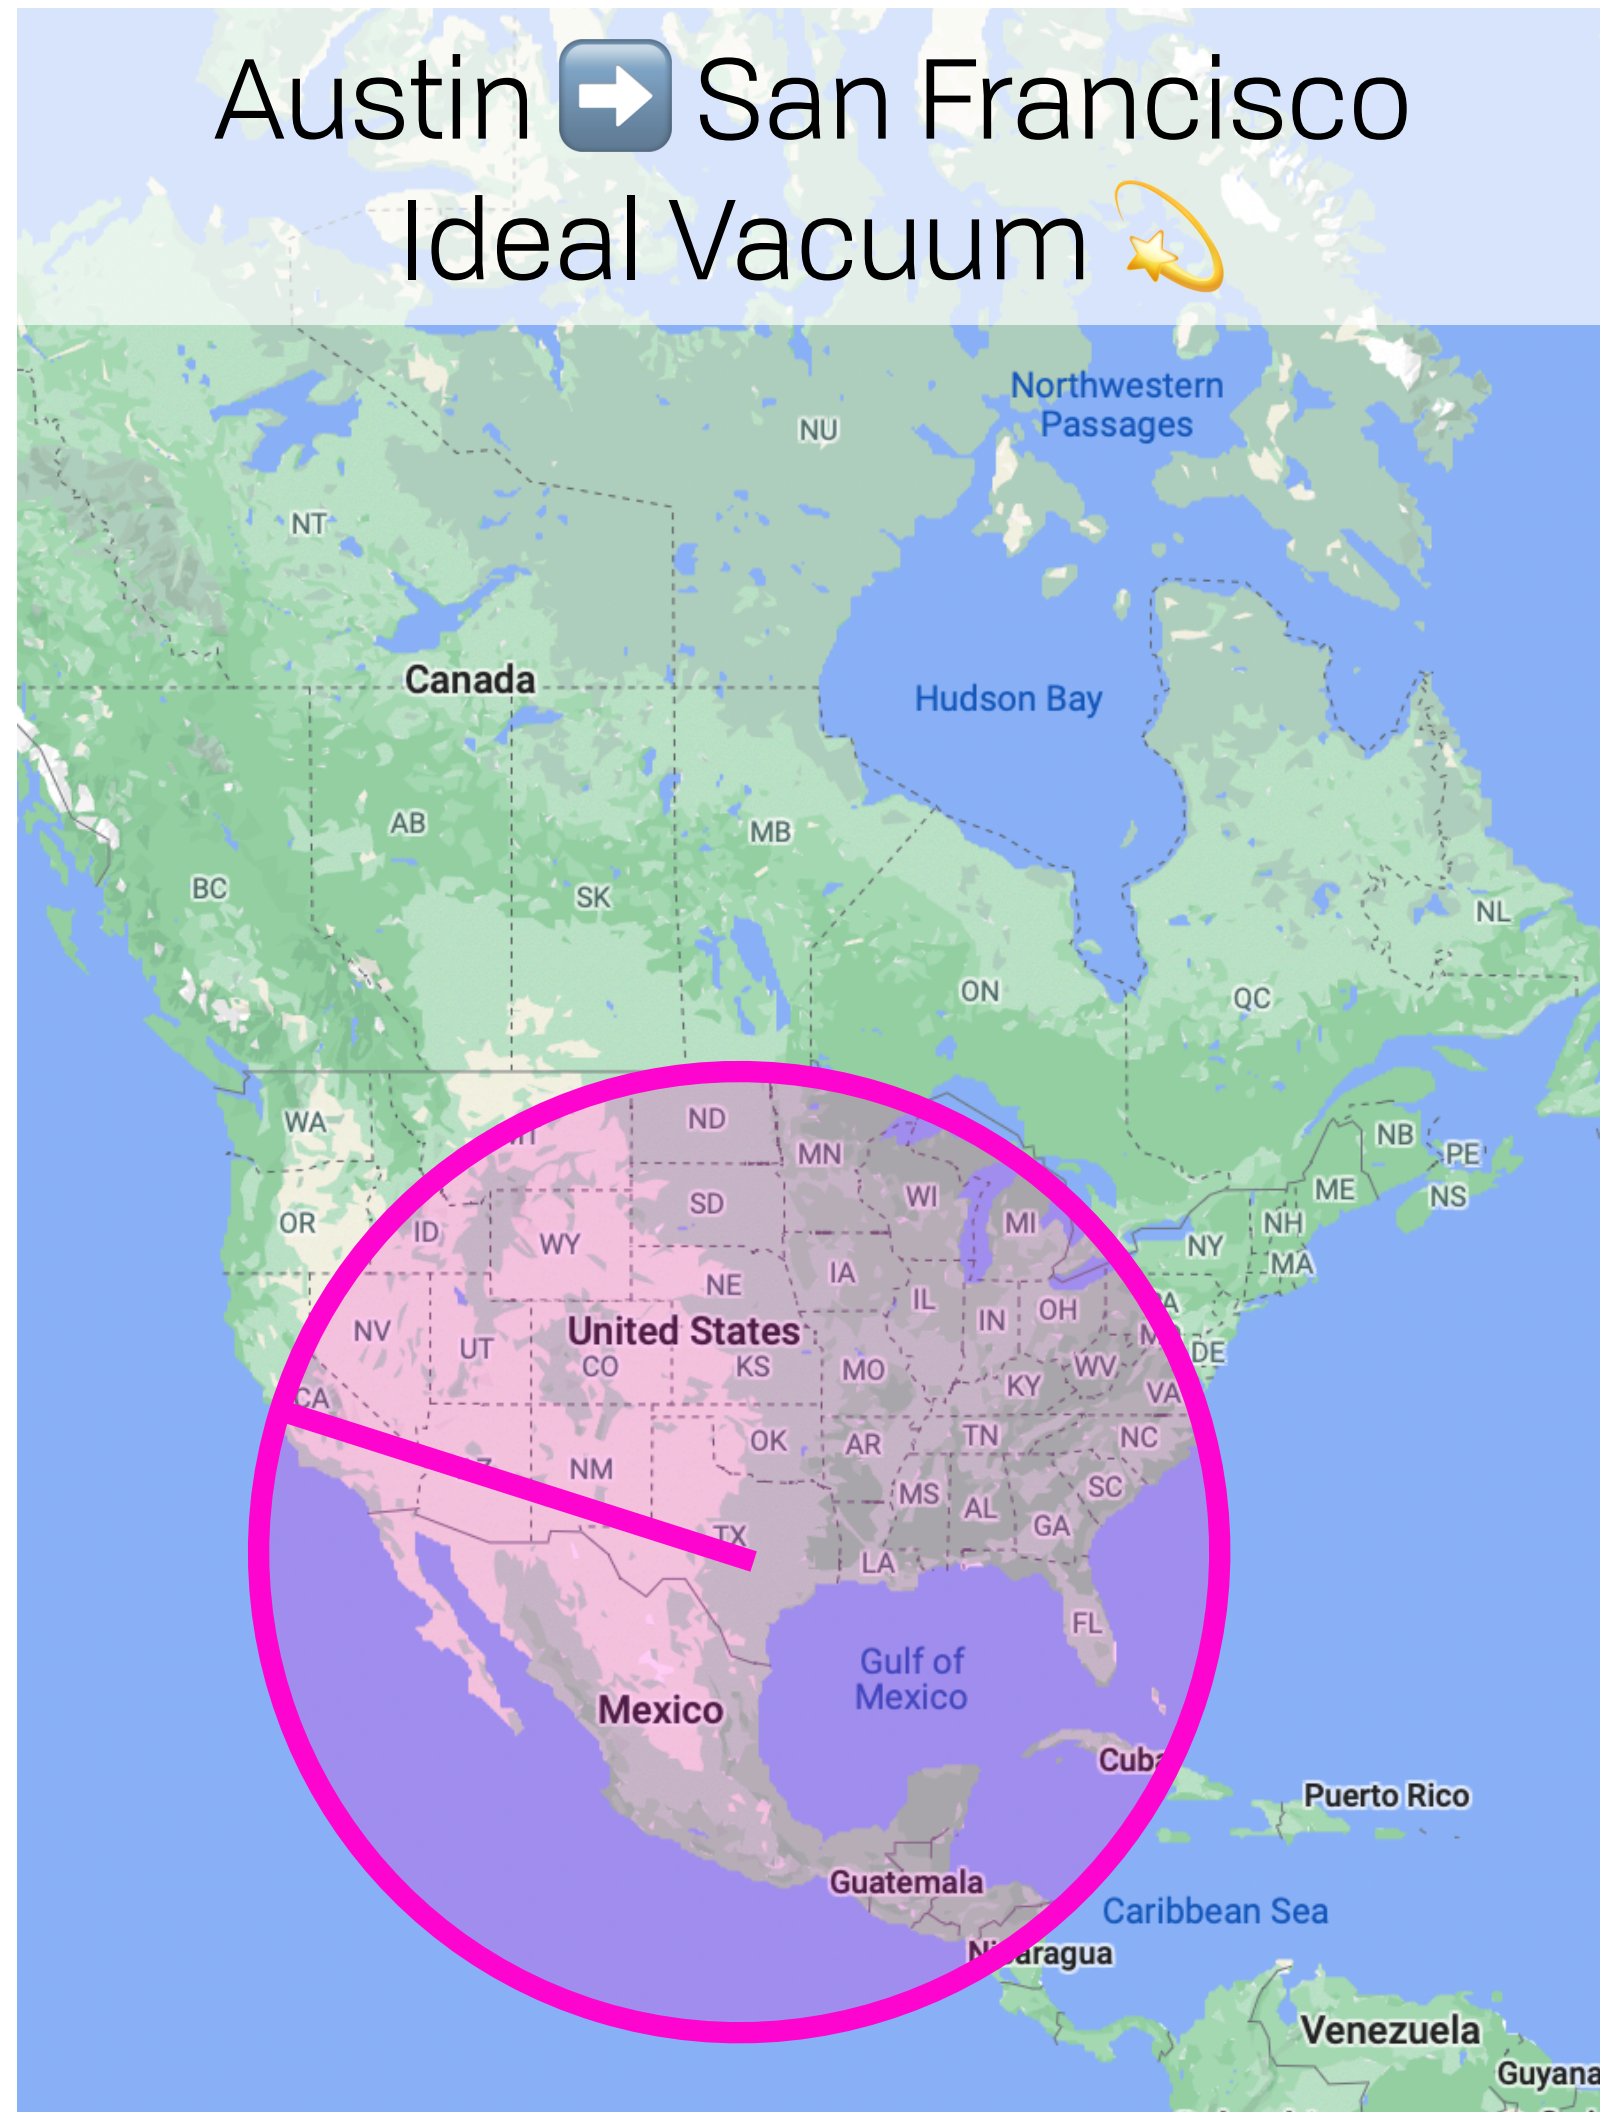 Austin ➡️ San Francisco
Ideal Vacuum 💫
Northwestern
Passages
NU
NT
Canada
Hudson Bay
AB
MB
BC
SK
NL
ON
QC
WA
ND
MN
NB
PE
OR
ID
WY
SD
WI
MI
ME
NS
NH
NY
MA
IA
NE
IL
IN
OH
NV
UT
United States
CO
KS
MO
KY
WV
DE
VA
CA
OK
AR
TN
NC
NM
MS
AL
SC
GA
TX
LA
FL
Gulf of
Mexico
Mexico
Cuba
Puerto Rico
Guatemala
Caribbean Sea
Nicaragua
Venezuela
Guyana